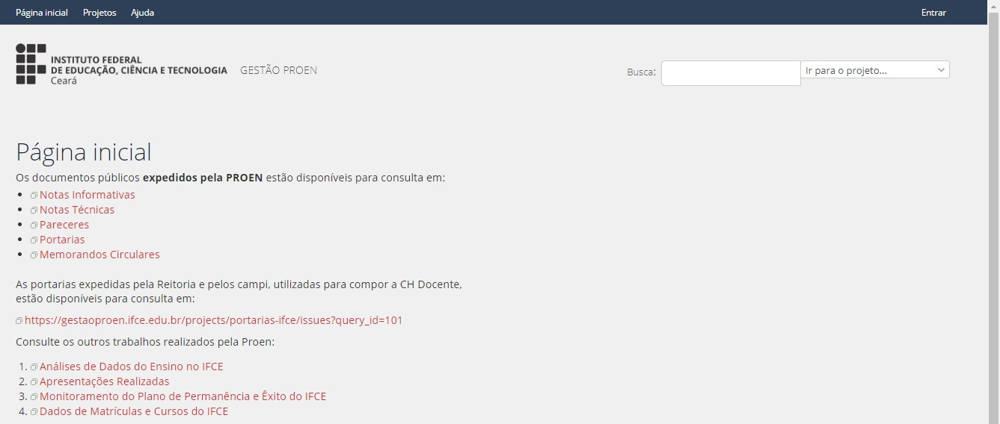 Página inicial Projetos Ajuda Entrar
INSTITUTO FEDERAL
DE EDUCAÇÃO, CIÊNCIA E TECNOLOGIA
Ceará
GESTÃO PROEN
Busca: Ir para o projeto...
Página inicial
Os documentos públicos expedidos pela PROEN estão disponíveis para consulta em:
• Notas Informativas
• Notas Técnicas
• Pareceres
• Portarias
• Memorandos Circulares
As portarias expedidas pela Reitoria e pelos campi, utilizadas para compor a CH Docente,
estão disponíveis para consulta em:
https://gestaoproen.ifce.edu.br/projects/portarias-ifce/issues?query_id=101
Consulte os outros trabalhos realizados pela Proen:
1. Análises de Dados do Ensino no IFCE
2. Apresentações Realizadas
3. Monitoramento do Plano de Permanência e Êxito do IFCE
4. Dados de Matrículas e Cursos do IFCE